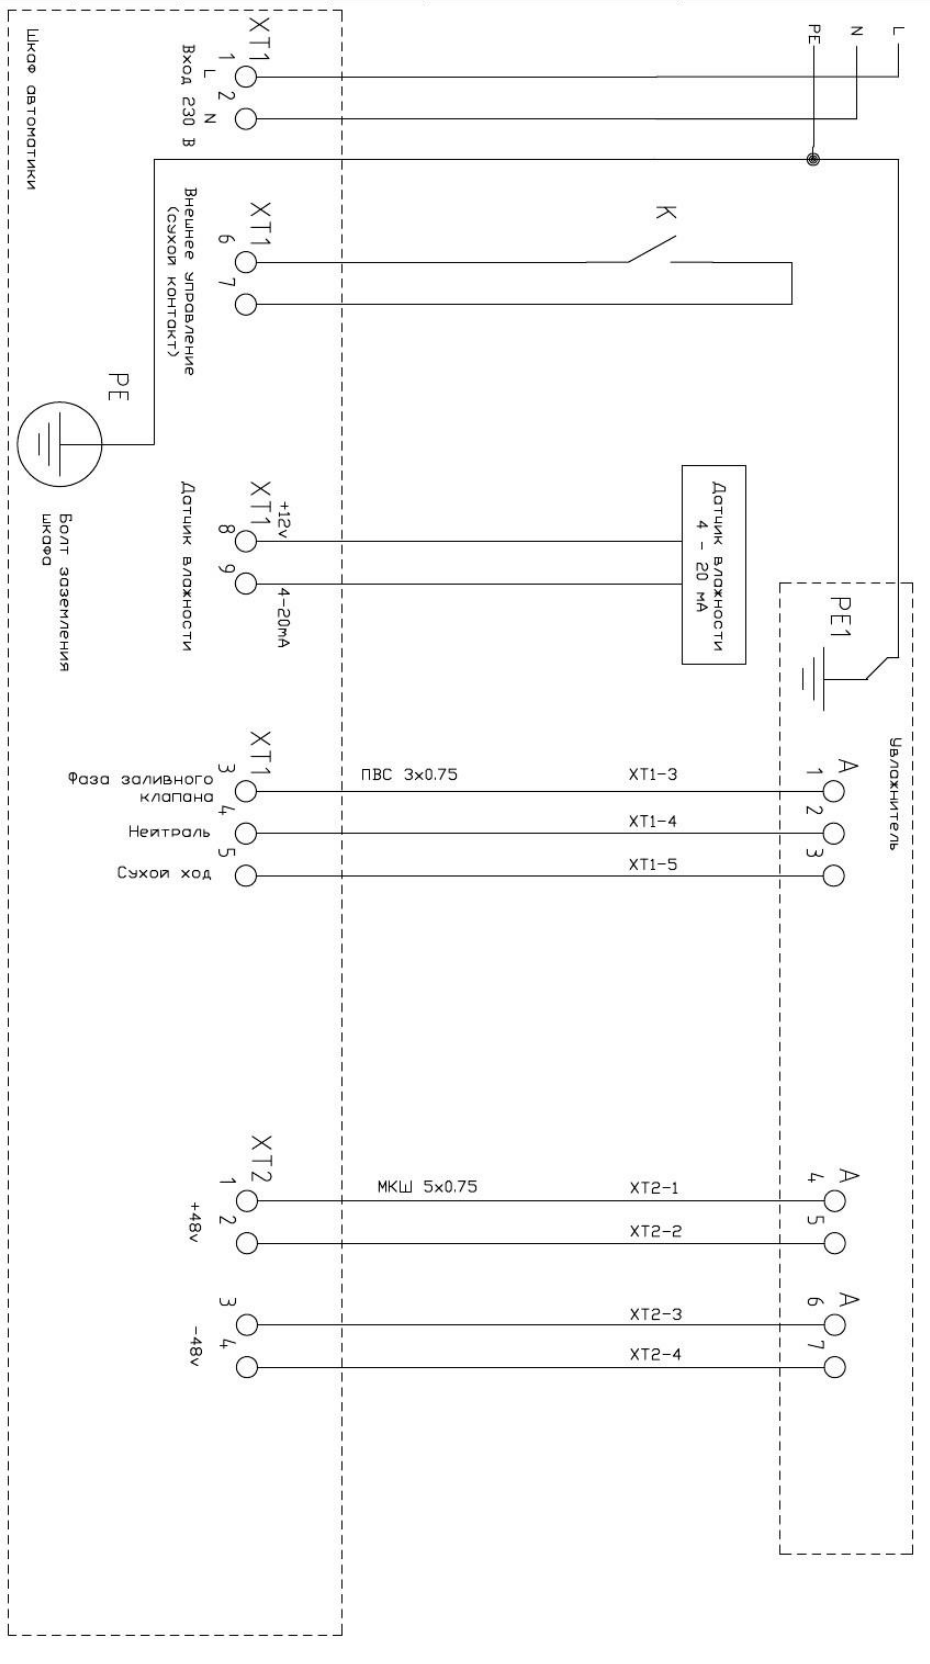 L
N
PE
Шкаф автоматики
XT1
1
L
2
N
Вход 230 В
XT1
6
7
Внешнее управление
(сухой контакт)
K
PE
Болт заземления
шкафа
XT1
+12v
8
9
4-20mA
Датчик влажности
Датчик влажности
4 - 20 мА
PE1
Увлажнитель
XT1
3
4
5
Фаза заливного
клапана
Нейтраль
Сухой ход
ПВС 3x0.75
XT1-3
XT1-4
XT1-5
A
1
2
3
XT2
1
2
+48v
3
4
-48v
МКШ 5x0.75
XT2-1
XT2-2
XT2-3
XT2-4
A
4
5
A
6
7